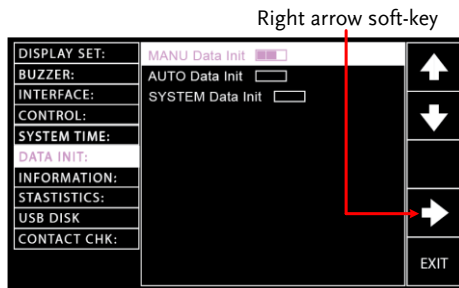 Right arrow soft-key
DISPLAY SET:
BUZZER:
INTERFACE:
CONTROL:
SYSTEM TIME:
DATA INIT:
INFORMATION:
STASTISTICS:
USB DISK
CONTACT CHK:
MANU Data Init
AUTO Data Init
SYSTEM Data Init
EXIT